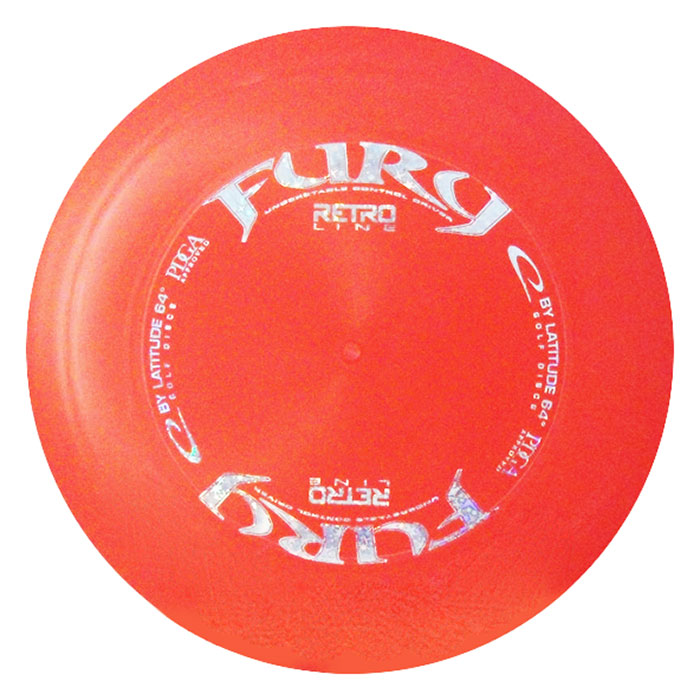 FURY
UNDERSTABLE CONTROL DRIVER
RETRO
LINE
PDGA
APPROVED
BY LATITUDE 64°
GOLF DISCS
BY LATITUDE 64°
GOLF DISCS
PDGA
APPROVED
RETRO
LINE
UNDERSTABLE CONTROL DRIVER
FURY